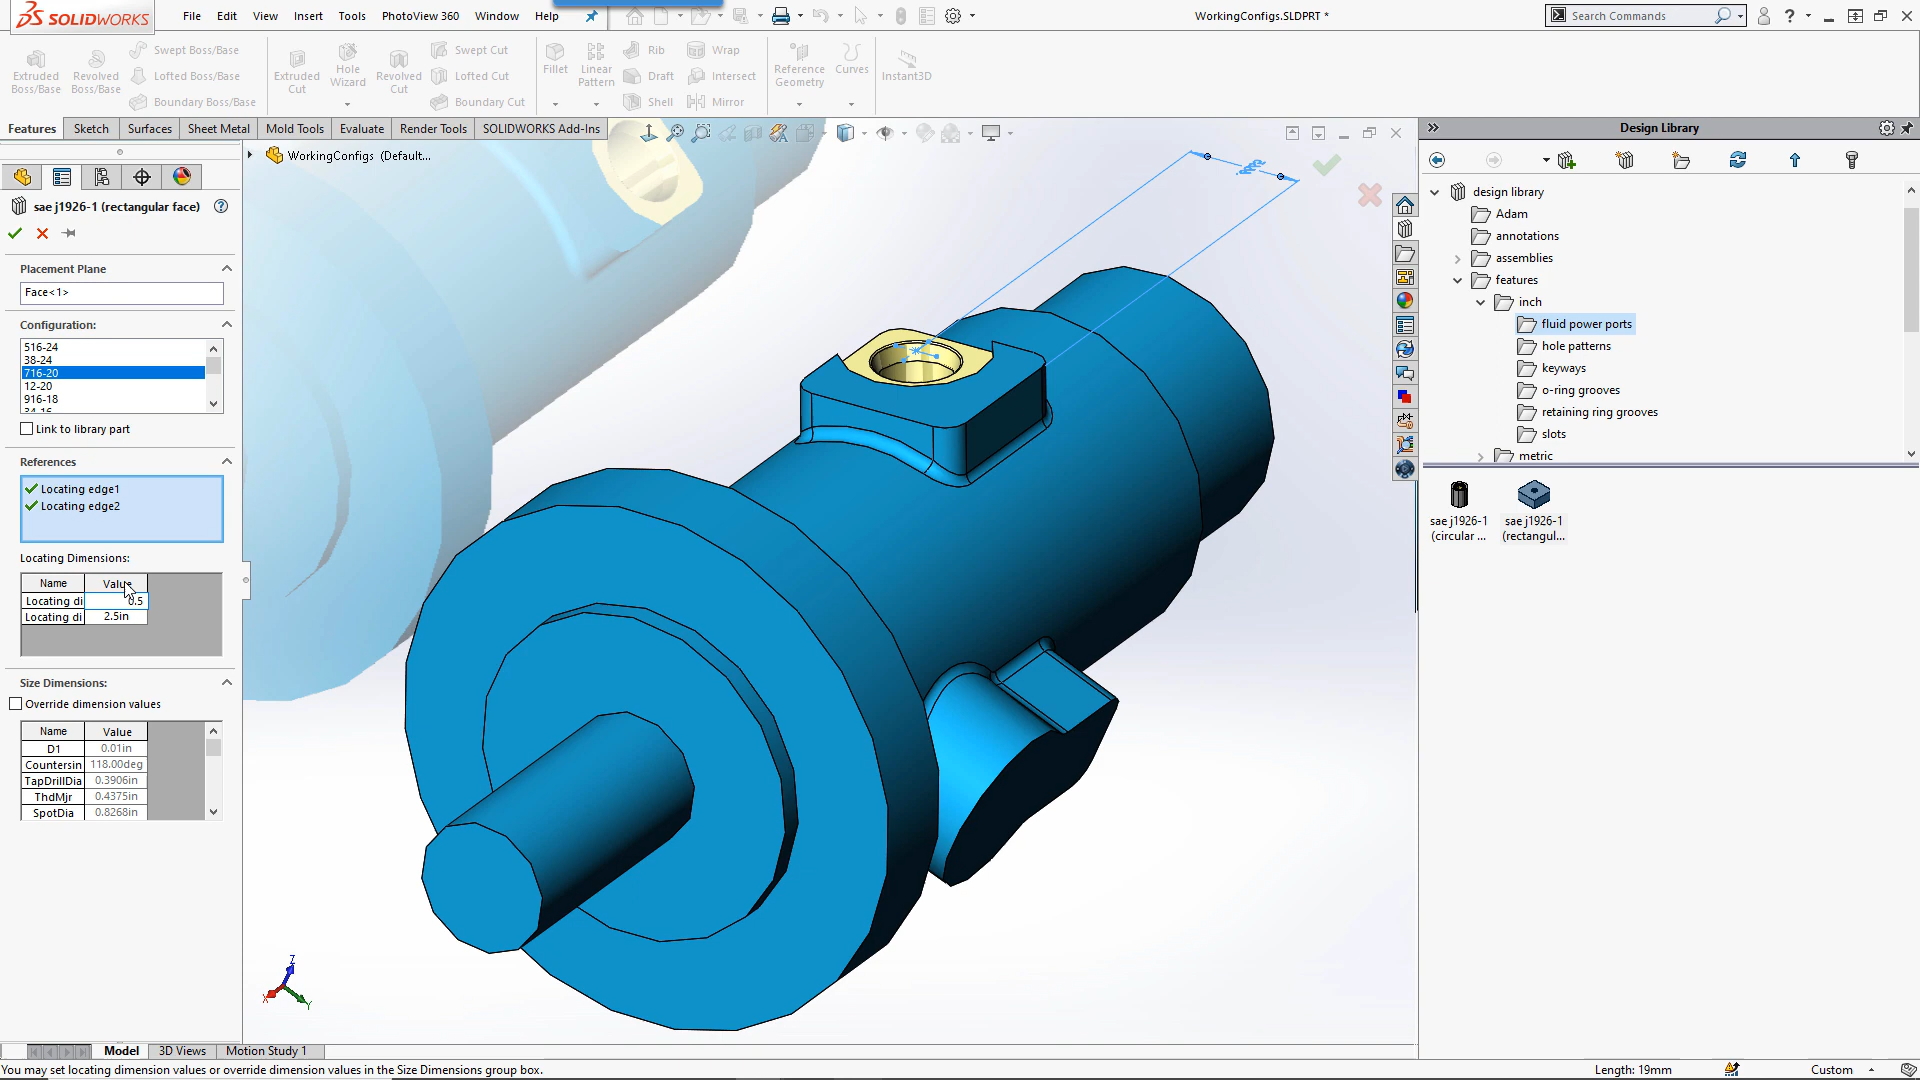 SOLIDWORKS File Edit View Insert Tools PhotoView 360 Window Help WorkingConfigs.SLDPRT * Search Commands
Extruded Boss/Base
Revolved Boss/Base
Swept Boss/Base
Lofted Boss/Base
Boundary Boss/Base
Extruded Cut
Hole Wizard
Revolved Cut
Swept Cut
Lofted Cut
Boundary Cut
Fillet
Linear Pattern
Rib
Draft
Shell
Wrap
Intersect
Mirror
Reference Geometry
Curves
Instant3D
Features Sketch Surfaces Sheet Metal Mold Tools Evaluate Render Tools SOLIDWORKS Add-Ins
WorkingConfigs (Default...
sae j1926-1 (rectangular face)
Placement Plane
Face<1>
Configuration:
516-24
38-24
716-20
12-20
916-18
34-16
Link to library part
References
Locating edge1
Locating edge2
Locating Dimensions:
Name Value
Locating di 0.5
Locating di 2.5in
Size Dimensions:
Override dimension values
Name Value
D1 0.01in
Countersin 118.00deg
TapDrillDia 0.3906in
ThdMjr 0.4375in
SpotDia 0.8268in
Z
X
Y
Design Library
design library
Adam
annotations
assemblies
features
inch
fluid power ports
hole patterns
keyways
o-ring grooves
retaining ring grooves
slots
metric
sae j1926-1 (circular ...
sae j1926-1 (rectangul...
Model 3D Views Motion Study 1
You may set locating dimension values or override dimension values in the Size Dimensions group box. Length: 19mm Custom